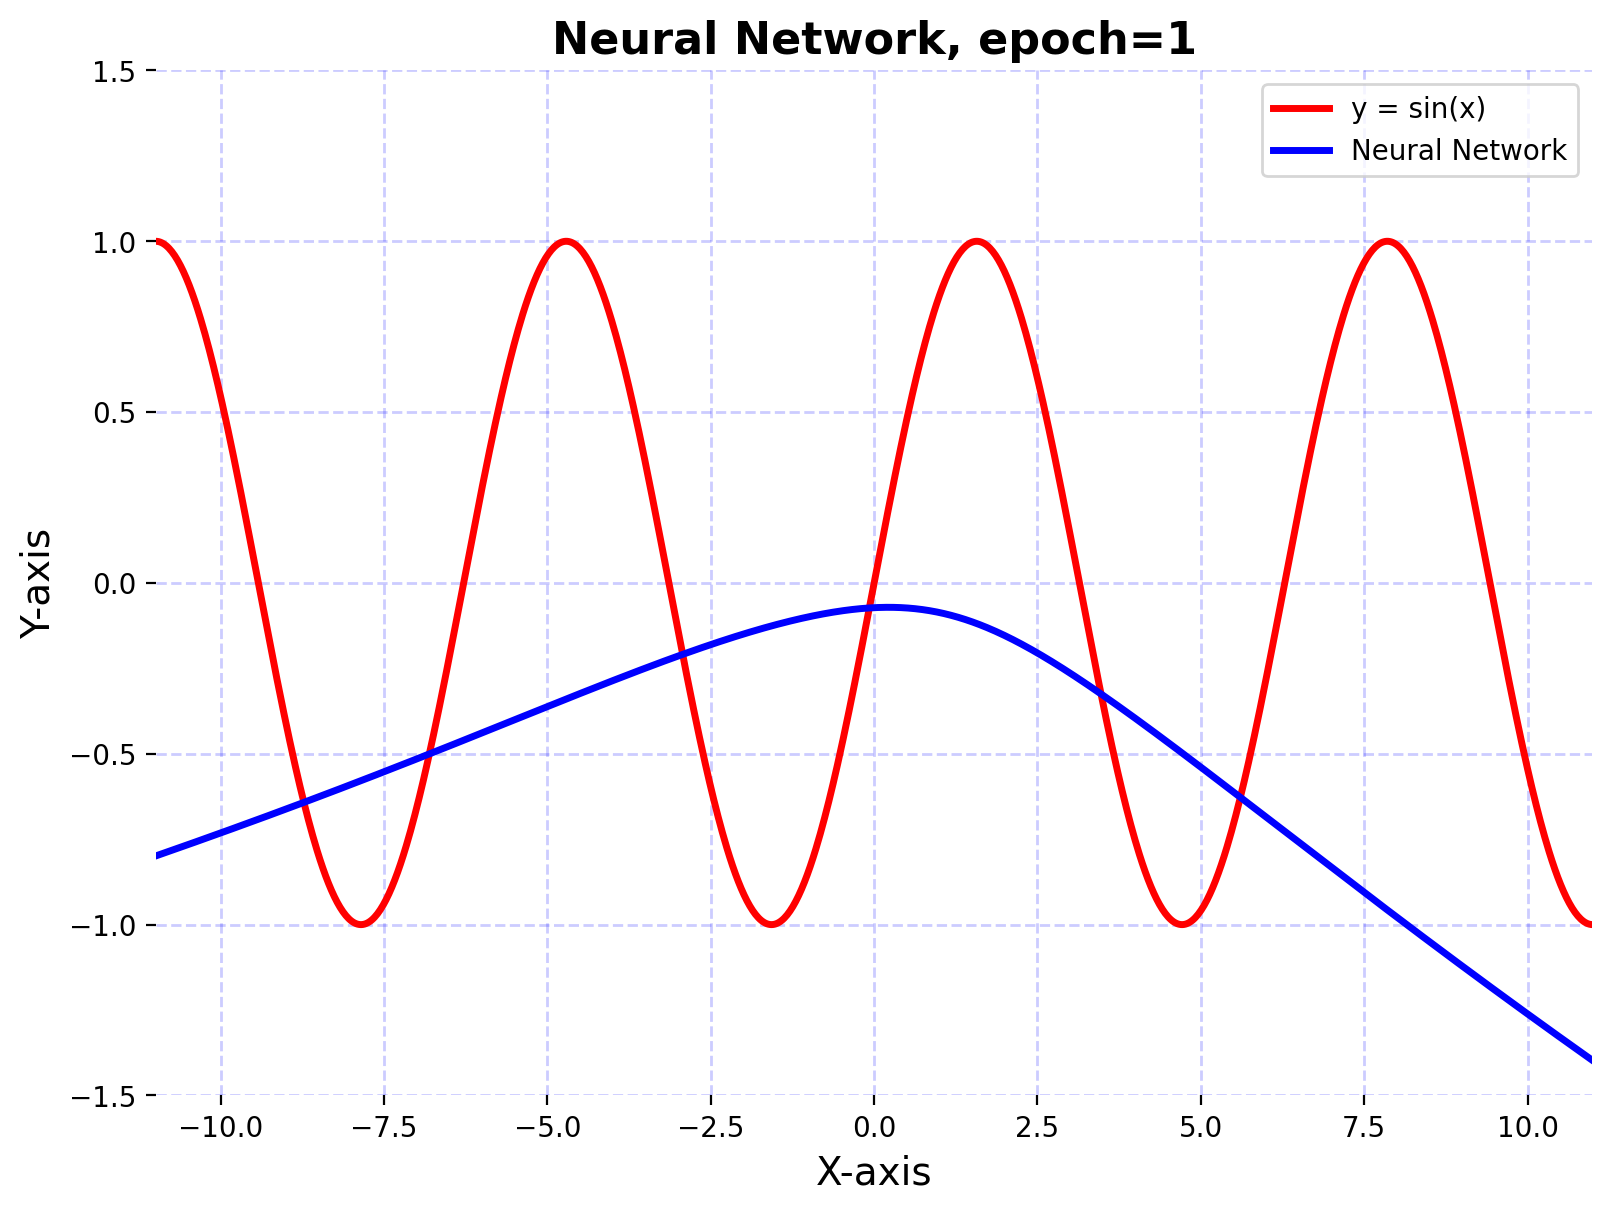 Neural Network, epoch=1
y = sin(x)
Neural Network
1.5
1.0
0.5
0.0
−0.5
−1.0
−1.5
Y-axis
−10.0 −7.5 −5.0 −2.5 0.0 2.5 5.0 7.5 10.0
X-axis